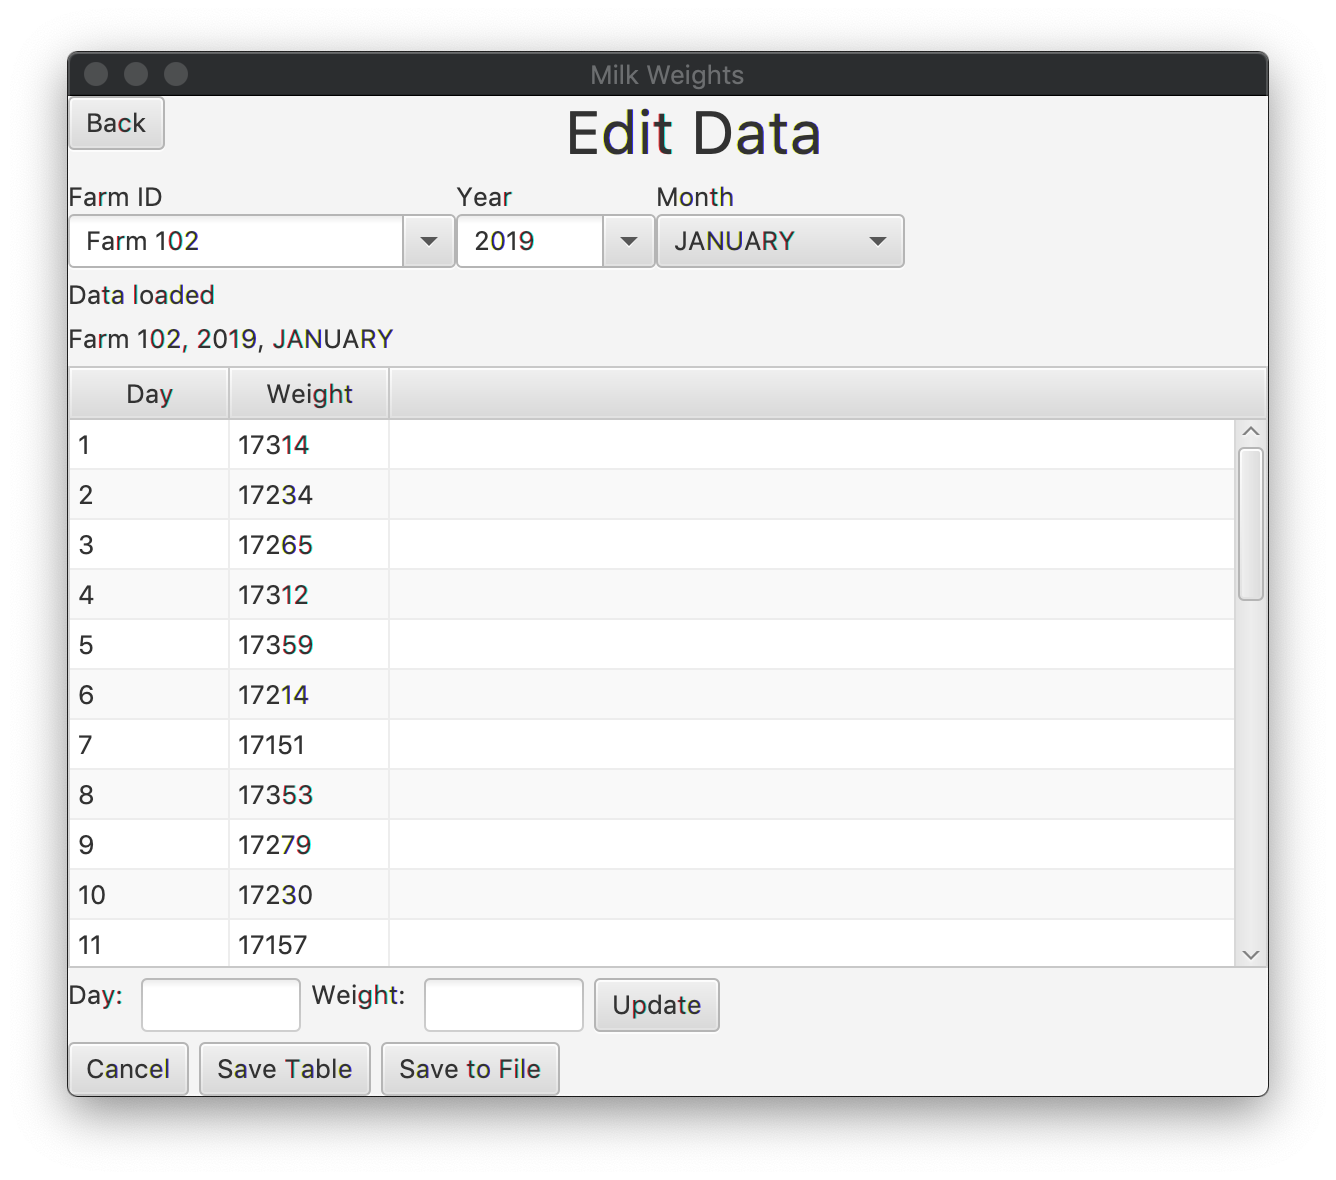 Milk Weights
Back
Edit Data
Farm ID Year Month
Farm 102 2019 JANUARY
Data loaded
Farm 102, 2019, JANUARY
Day Weight
1 17314
2 17234
3 17265
4 17312
5 17359
6 17214
7 17151
8 17353
9 17279
10 17230
11 17157
Day: Weight: Update
Cancel Save Table Save to File